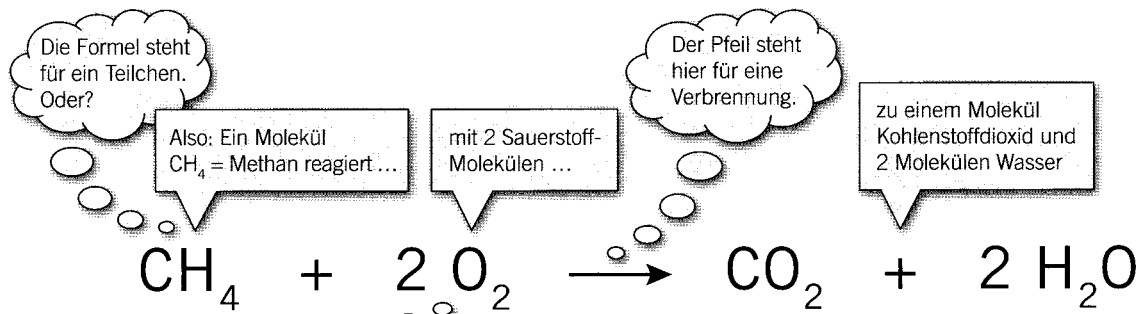 Die Formel steht
für ein Teilchen.
Oder?
Also: Ein Molekül
CH₄ = Methan reagiert ...
mit 2 Sauerstoff-
Molekülen ...
Der Pfeil steht
hier für eine
Verbrennung.
zu einem Molekül
Kohlenstoffdioxid und
2 Molekülen Wasser
CH₄ + 2 O₂ → CO₂ + 2 H₂O